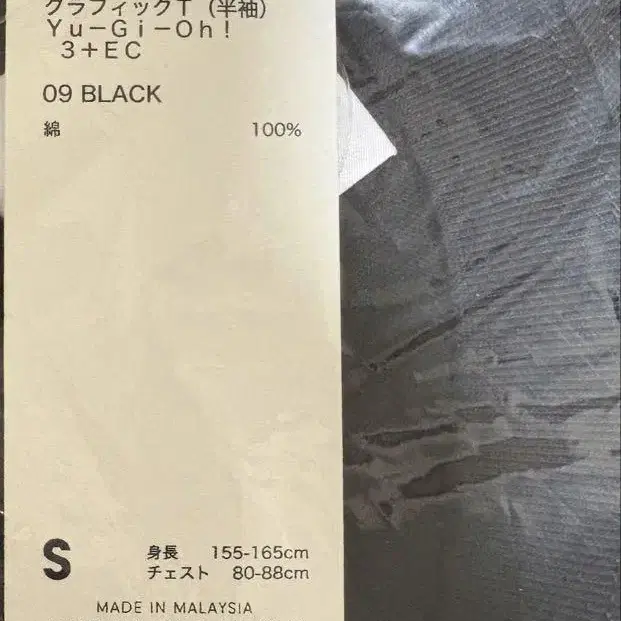 グラフィックT（半袖）
Yu−Gi−Oh!
3+EC
09 BLACK
綿 100%
S
身長 155-165cm
チェスト 80-88cm
MADE IN MALAYSIA